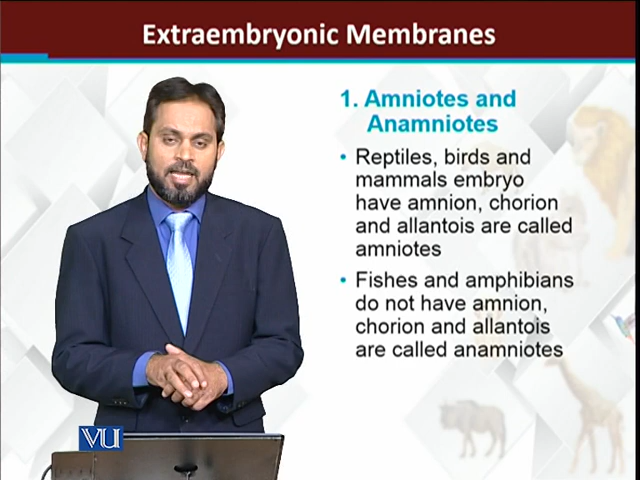 Extraembryonic Membranes
1. Amniotes and
Anamniotes
• Reptiles, birds and
mammals embryo
have amnion, chorion
and allantois are called
amniotes
• Fishes and amphibians
do not have amnion,
chorion and allantois
are called anamniotes
VU